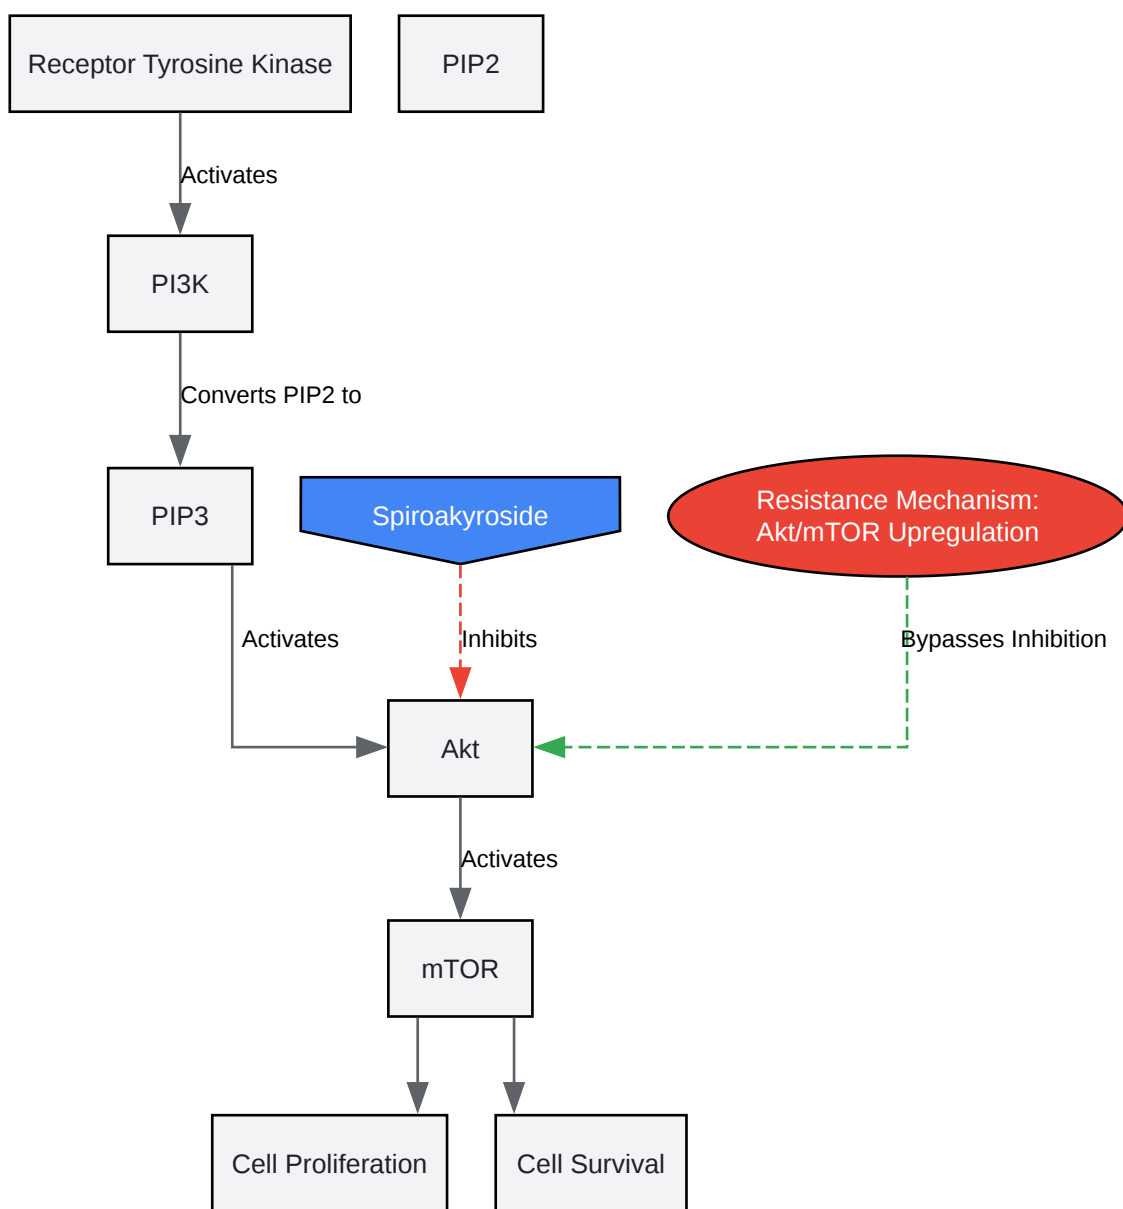 Receptor Tyrosine Kinase
PIP2
Activates
PI3K
Converts PIP2 to
PIP3
Spiroakyroside
Resistance Mechanism:
Akt/mTOR Upregulation
Activates
Inhibits
Bypasses Inhibition
Akt
Activates
mTOR
Cell Proliferation
Cell Survival